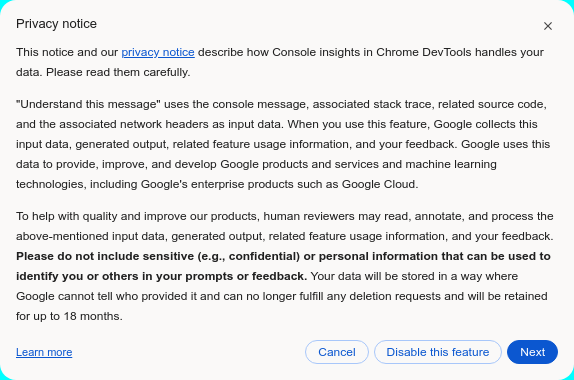 Privacy notice
This notice and our privacy notice describe how Console insights in Chrome DevTools handles your
data. Please read them carefully.
"Understand this message" uses the console message, associated stack trace, related source code,
and the associated network headers as input data. When you use this feature, Google collects this
input data, generated output, related feature usage information, and your feedback. Google uses this
data to provide, improve, and develop Google products and services and machine learning
technologies, including Google's enterprise products such as Google Cloud.
To help with quality and improve our products, human reviewers may read, annotate, and process the
above-mentioned input data, generated output, related feature usage information, and your feedback.
Please do not include sensitive (e.g., confidential) or personal information that can be used to
identify you or others in your prompts or feedback. Your data will be stored in a way where
Google cannot tell who provided it and can no longer fulfill any deletion requests and will be retained
for up to 18 months.
Learn more Cancel Disable this feature Next